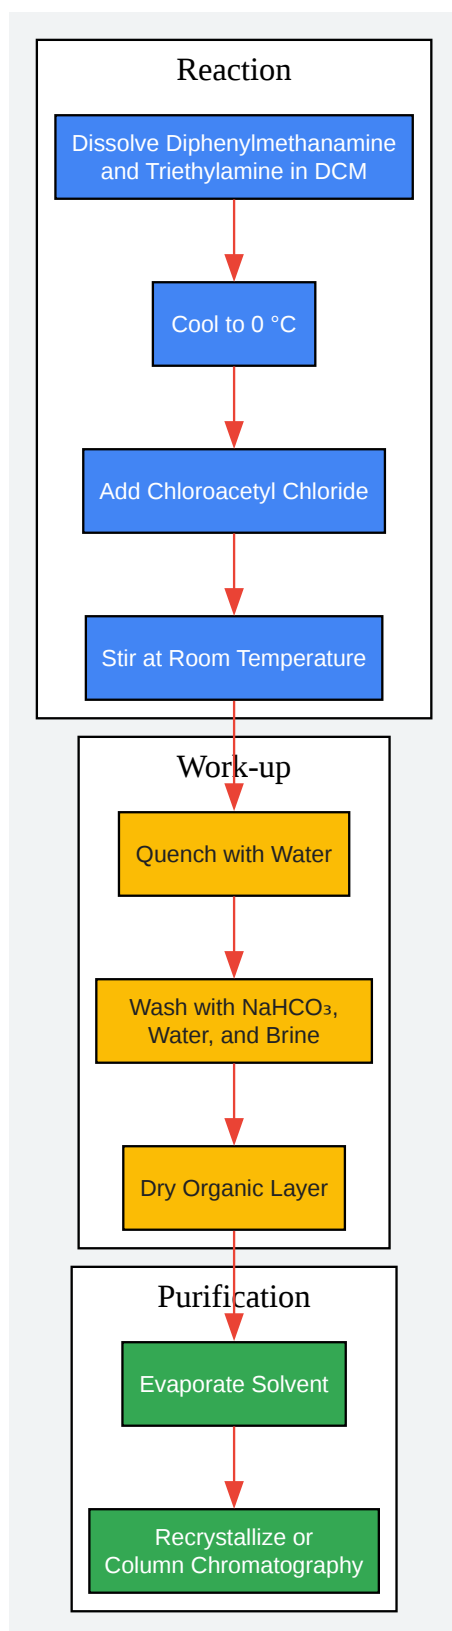 Reaction
Dissolve Diphenylmethanamine
and Triethylamine in DCM
Cool to 0 °C
Add Chloroacetyl Chloride
Stir at Room Temperature
Work-up
Quench with Water
Wash with NaHCO₃,
Water, and Brine
Dry Organic Layer
Purification
Evaporate Solvent
Recrystallize or
Column Chromatography